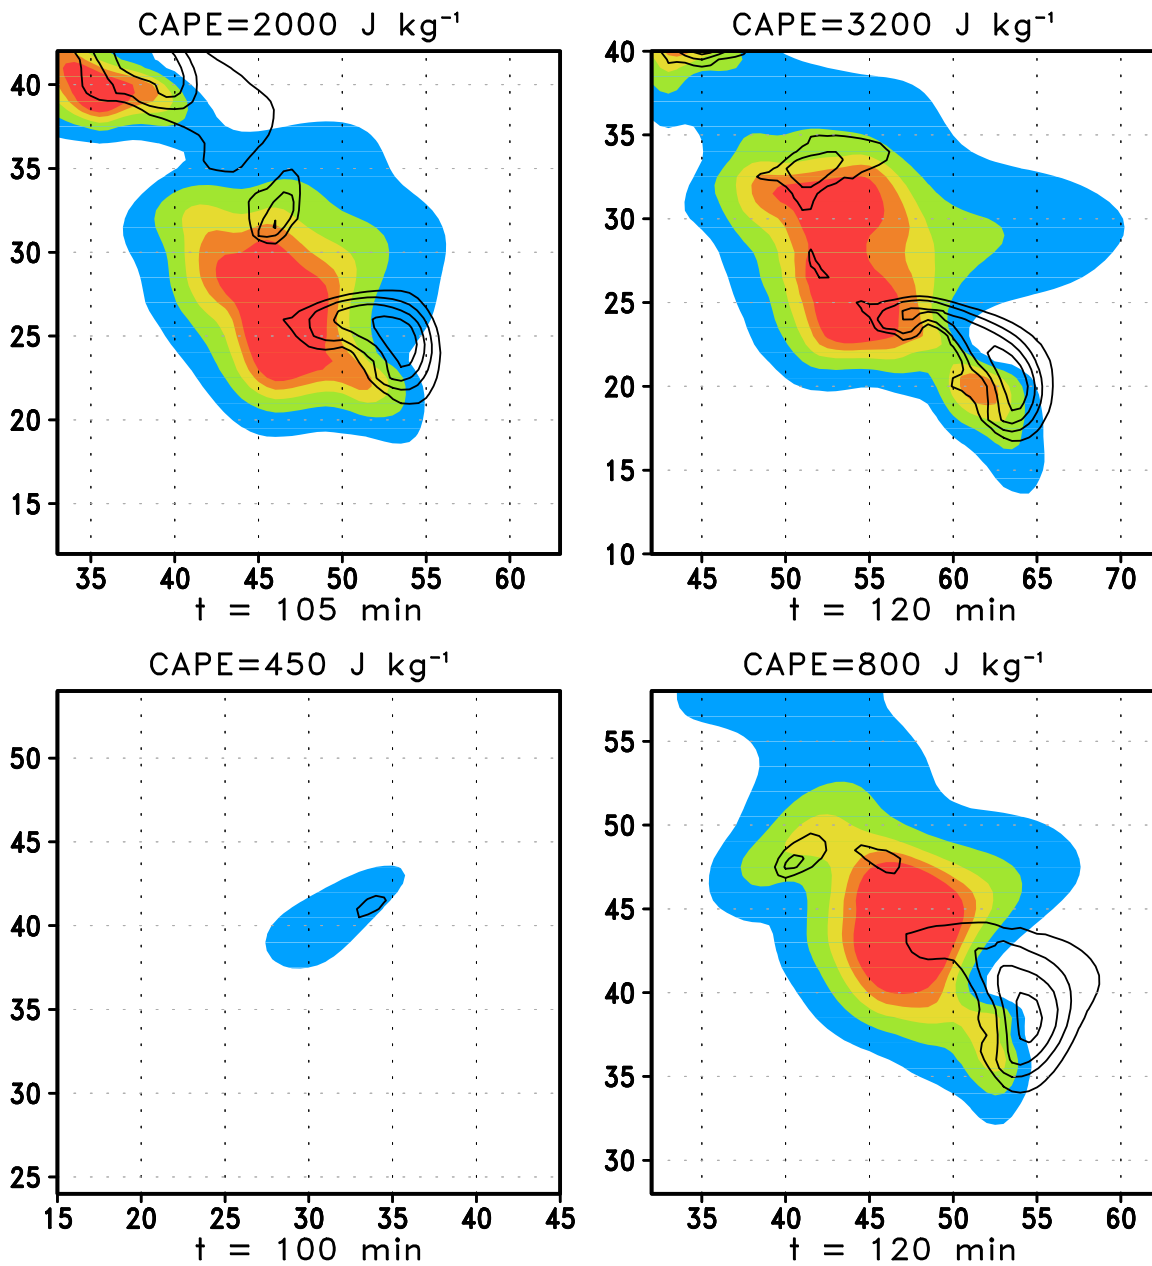 CAPE=2000 J kg⁻¹
40
35
30
25
20
15
35 40 45 50 55 60
t = 105 min
CAPE=3200 J kg⁻¹
40
35
30
25
20
15
10
45 50 55 60 65 70
t = 120 min
CAPE=450 J kg⁻¹
50
45
40
35
30
25
15 20 25 30 35 40 45
t = 100 min
CAPE=800 J kg⁻¹
55
50
45
40
35
30
35 40 45 50 55 60
t = 120 min